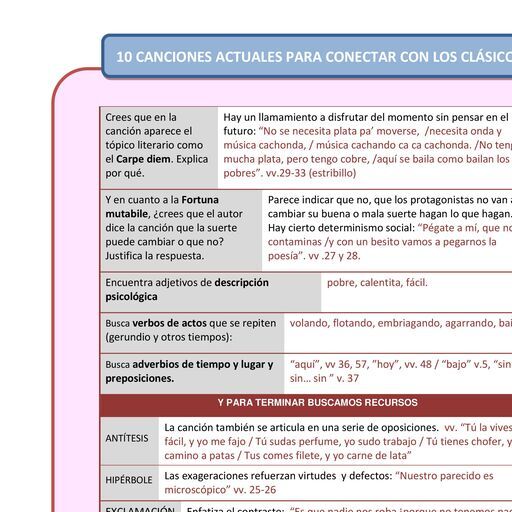 10 CANCIONES ACTUALES PARA CONECTAR CON LOS
Crees que en la
canción aparece el
tópico literario como
el Carpe diem. Explica
por qué.
Hay un llamamiento a disfrutar del momento sin pensar en el
futuro: “No se necesita plata pa’ moverse, /necesita onda y
música cachonda, / música cachando ca ca cachonda. /No
mucha plata, pero tengo cobre, /aquí se baila como bailan los
pobres”. vv.29-33 (estribillo)
Y en cuanto a la Fortuna
mutabile, ¿crees que el autor
dice la canción que la suerte
puede cambiar o que no?
Justifica la respuesta.
Parece indicar que no, que los protagonistas no van a
cambiar su buena o mala suerte hagan lo que hagan.
Hay cierto determinismo social: “Pégate a mí, que no
contaminas /y con un besito vamos a pegarnos la
poesía”. vv .27 y 28.
Encuentra adjetivos de descripción
psicológica
pobre, calentita, fácil.
Busca verbos de actos que se repiten
(gerundio y otros tiempos):
volando, flotando, embriagando, agarrando,
Busca adverbios de tiempo y lugar y
preposiciones.
“aquí”, vv 36, 57, ”hoy”, vv. 48 / “bajo” v.5, “sin
sin… sin ” v. 37
Y PARA TERMINAR BUSCAMOS RECURSOS
ANTÍTESIS
La canción también se articula en una serie de oposiciones. vv. “Tú la vives
fácil, y yo me fajo / Tú sudas perfume, yo sudo trabajo / Tú tienes chofer, y
camino a patas / Tus comes filete, y yo carne de lata”
HIPÉRBOLE
Las exageraciones refuerzan virtudes y defectos: “Nuestro parecido es
microscópico” vv. 25-26
EXCLAMACIÓN
Enfatiza el contraste: “Es que nadie nos roba ¡porque no tenemos